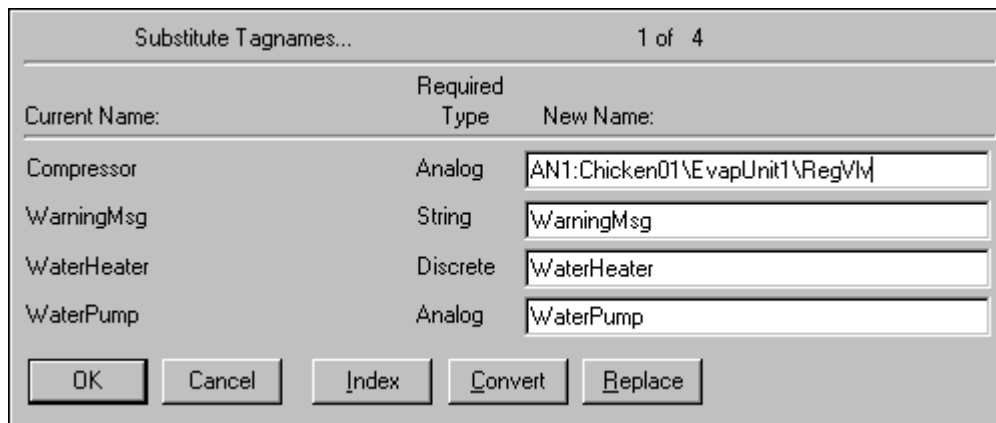 Substitute Tagnames... 1 of 4
Required
Current Name: Type New Name:
Compressor Analog AN1:Chicken01\EvapUnit1\RegVlv
WarningMsg String WarningMsg
WaterHeater Discrete WaterHeater
WaterPump Analog WaterPump
OK Cancel Index Convert Replace